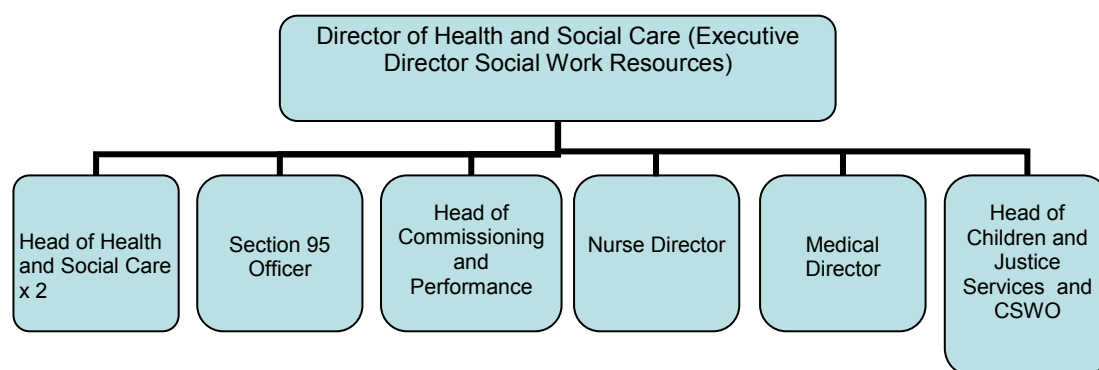 Director of Health and Social Care (Executive
Director Social Work Resources)
Head of Health
and Social Care
x 2
Section 95
Officer
Head of
Commissioning
and
Performance
Nurse Director
Medical
Director
Head of
Children and
Justice
Services and
CSWO